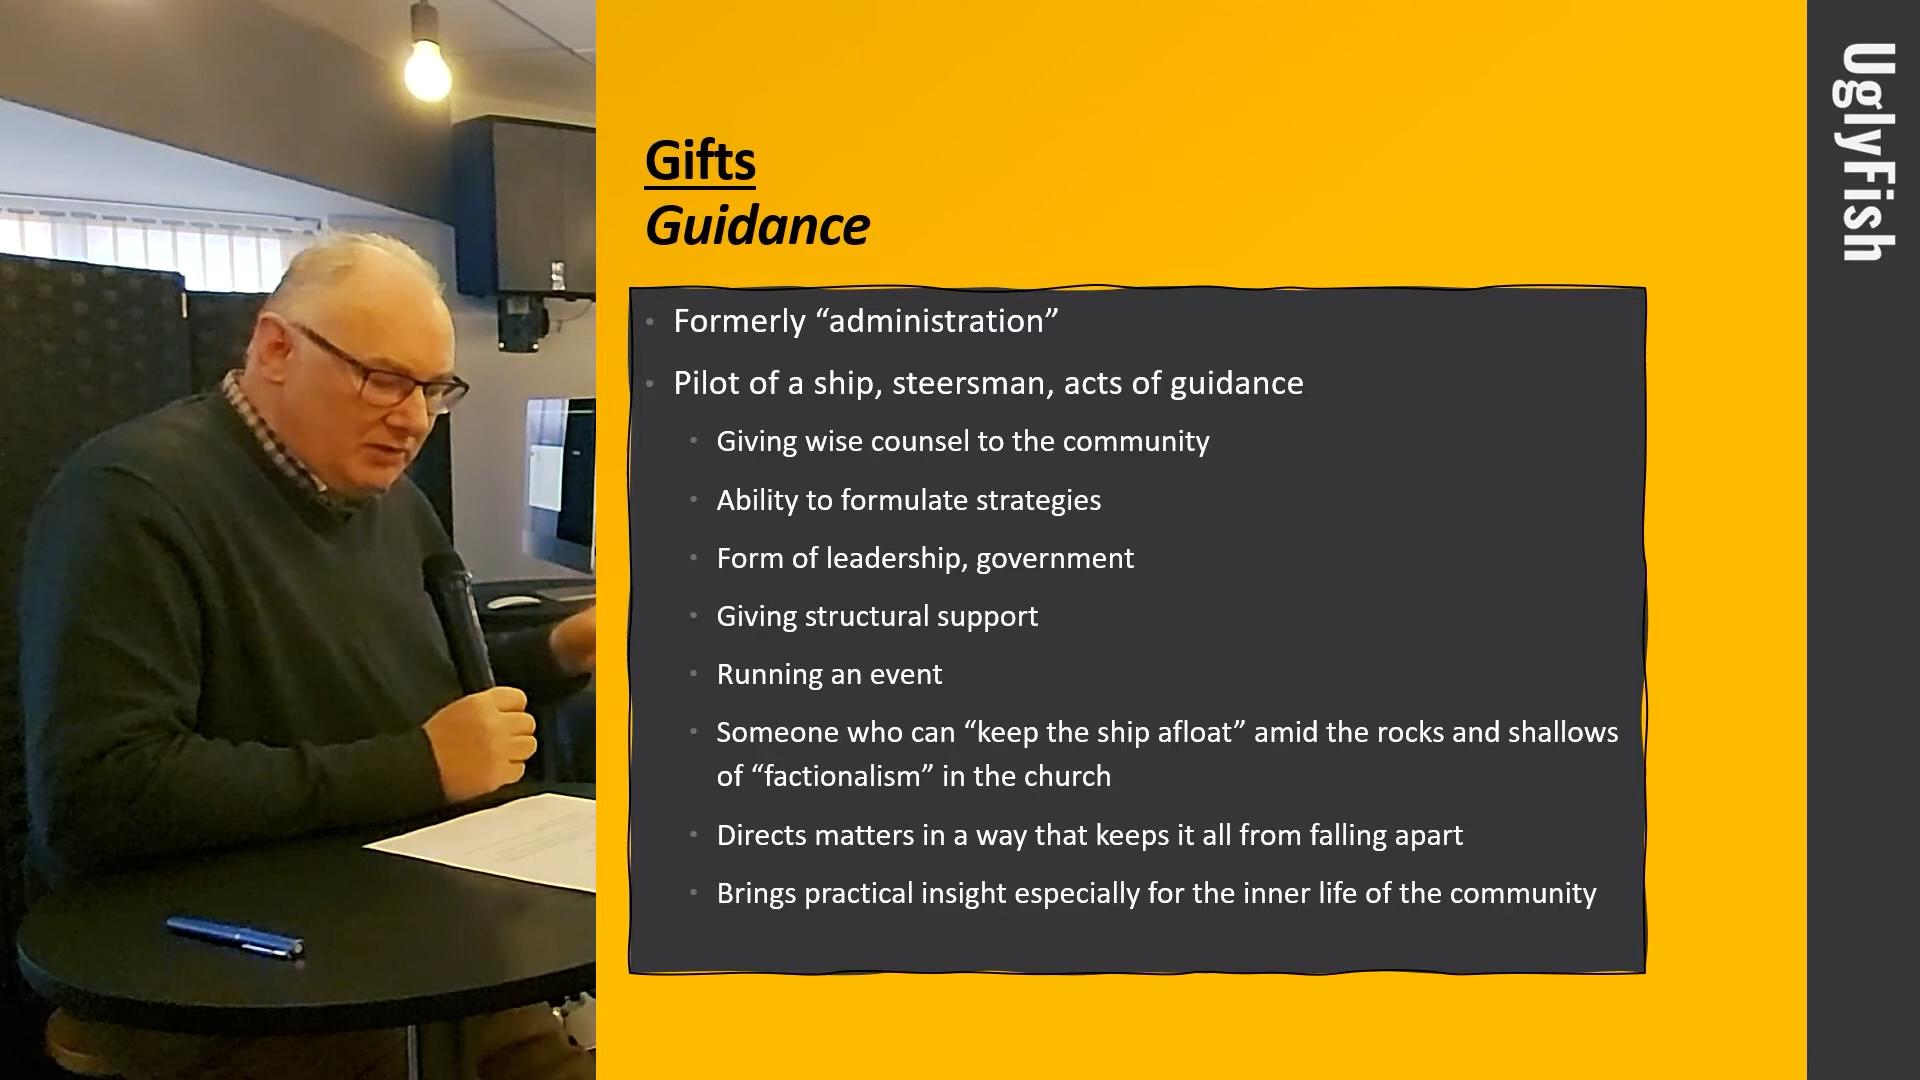 Gifts
Guidance
Formerly “administration”
Pilot of a ship, steersman, acts of guidance
Giving wise counsel to the community
Ability to formulate strategies
Form of leadership, government
Giving structural support
Running an event
Someone who can “keep the ship afloat” amid the rocks and shallows
of “factionalism” in the church
Directs matters in a way that keeps it all from falling apart
Brings practical insight especially for the inner life of the community
UglyFish